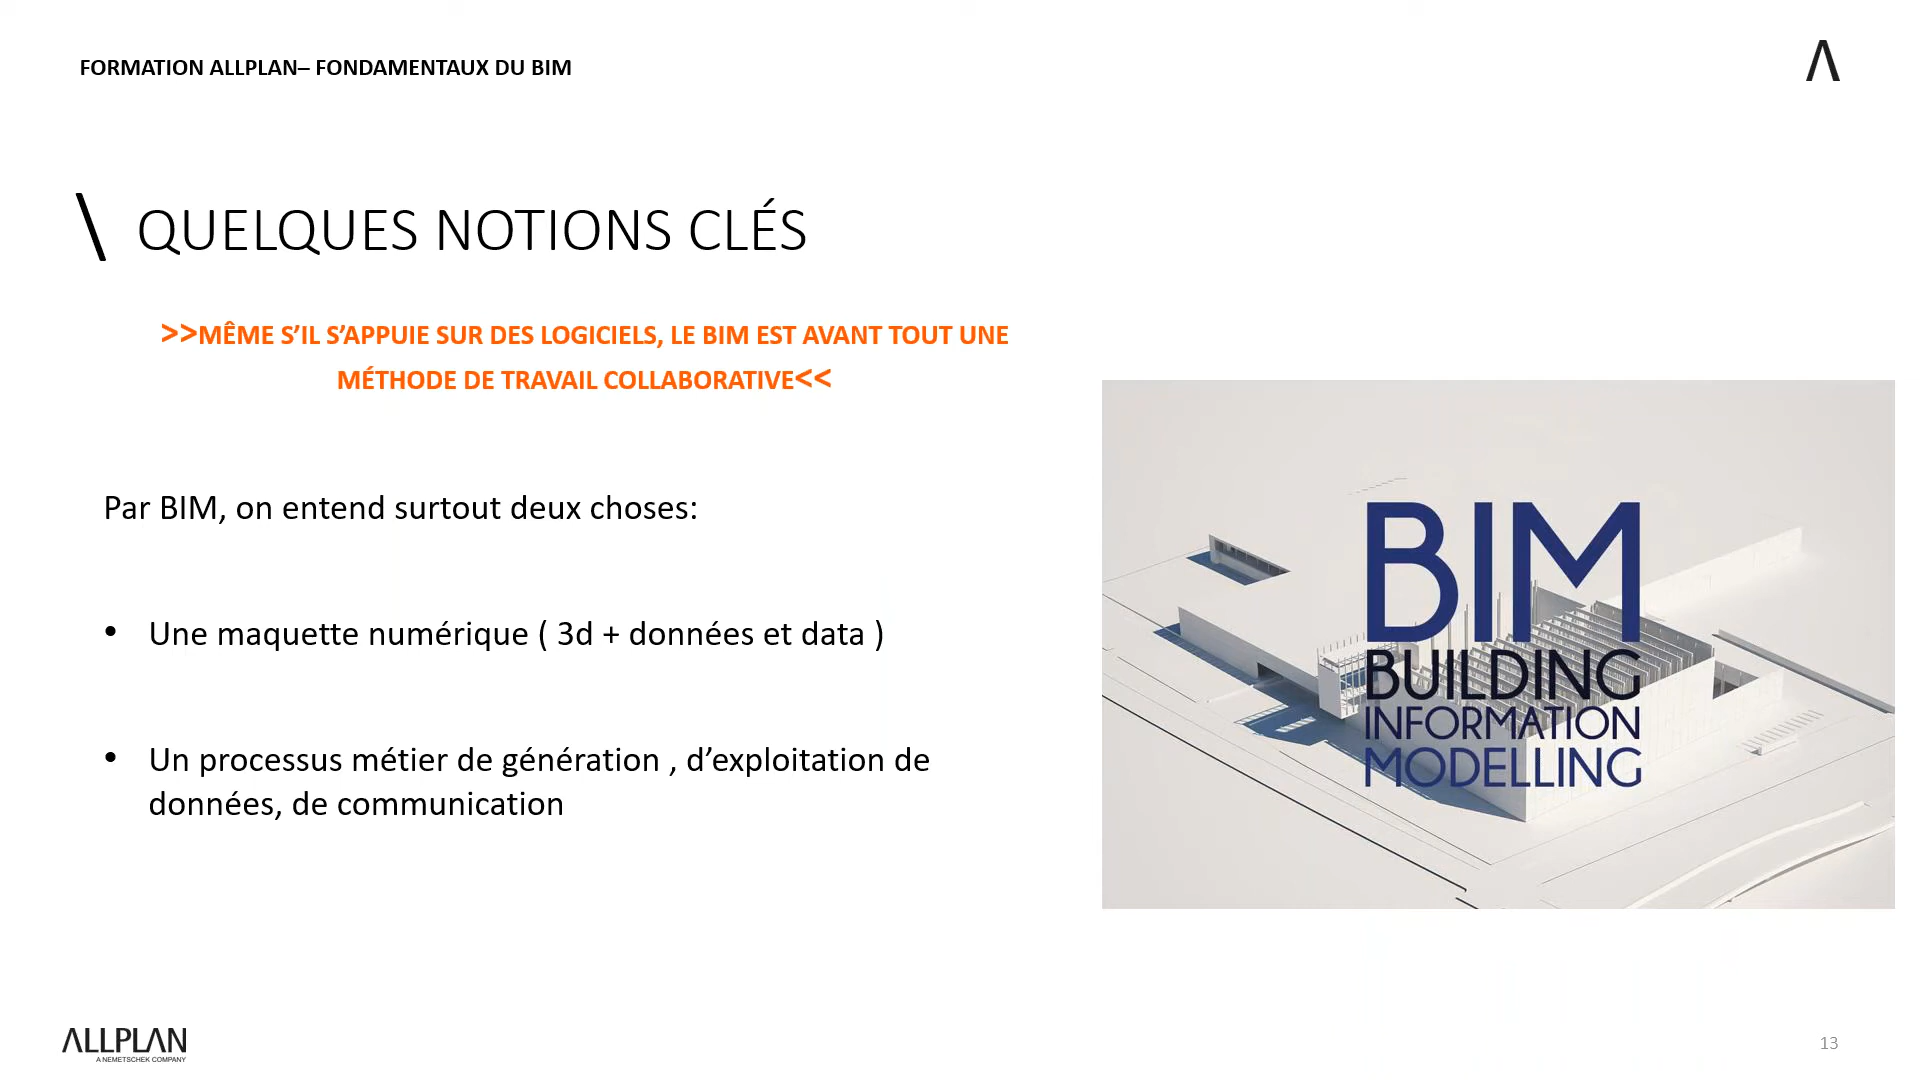 FORMATION ALLPLAN– FONDAMENTAUX DU BIM
\ QUELQUES NOTIONS CLÉS
>>MÊME S’IL S’APPUIE SUR DES LOGICIELS, LE BIM EST AVANT TOUT UNE
MÉTHODE DE TRAVAIL COLLABORATIVE<<
Par BIM, on entend surtout deux choses:
• Une maquette numérique ( 3d + données et data )
• Un processus métier de génération , d’exploitation de
données, de communication
BIM
BUILDING
INFORMATION
MODELLING
ALLPLAN
A NEMETSCHEK COMPANY
13